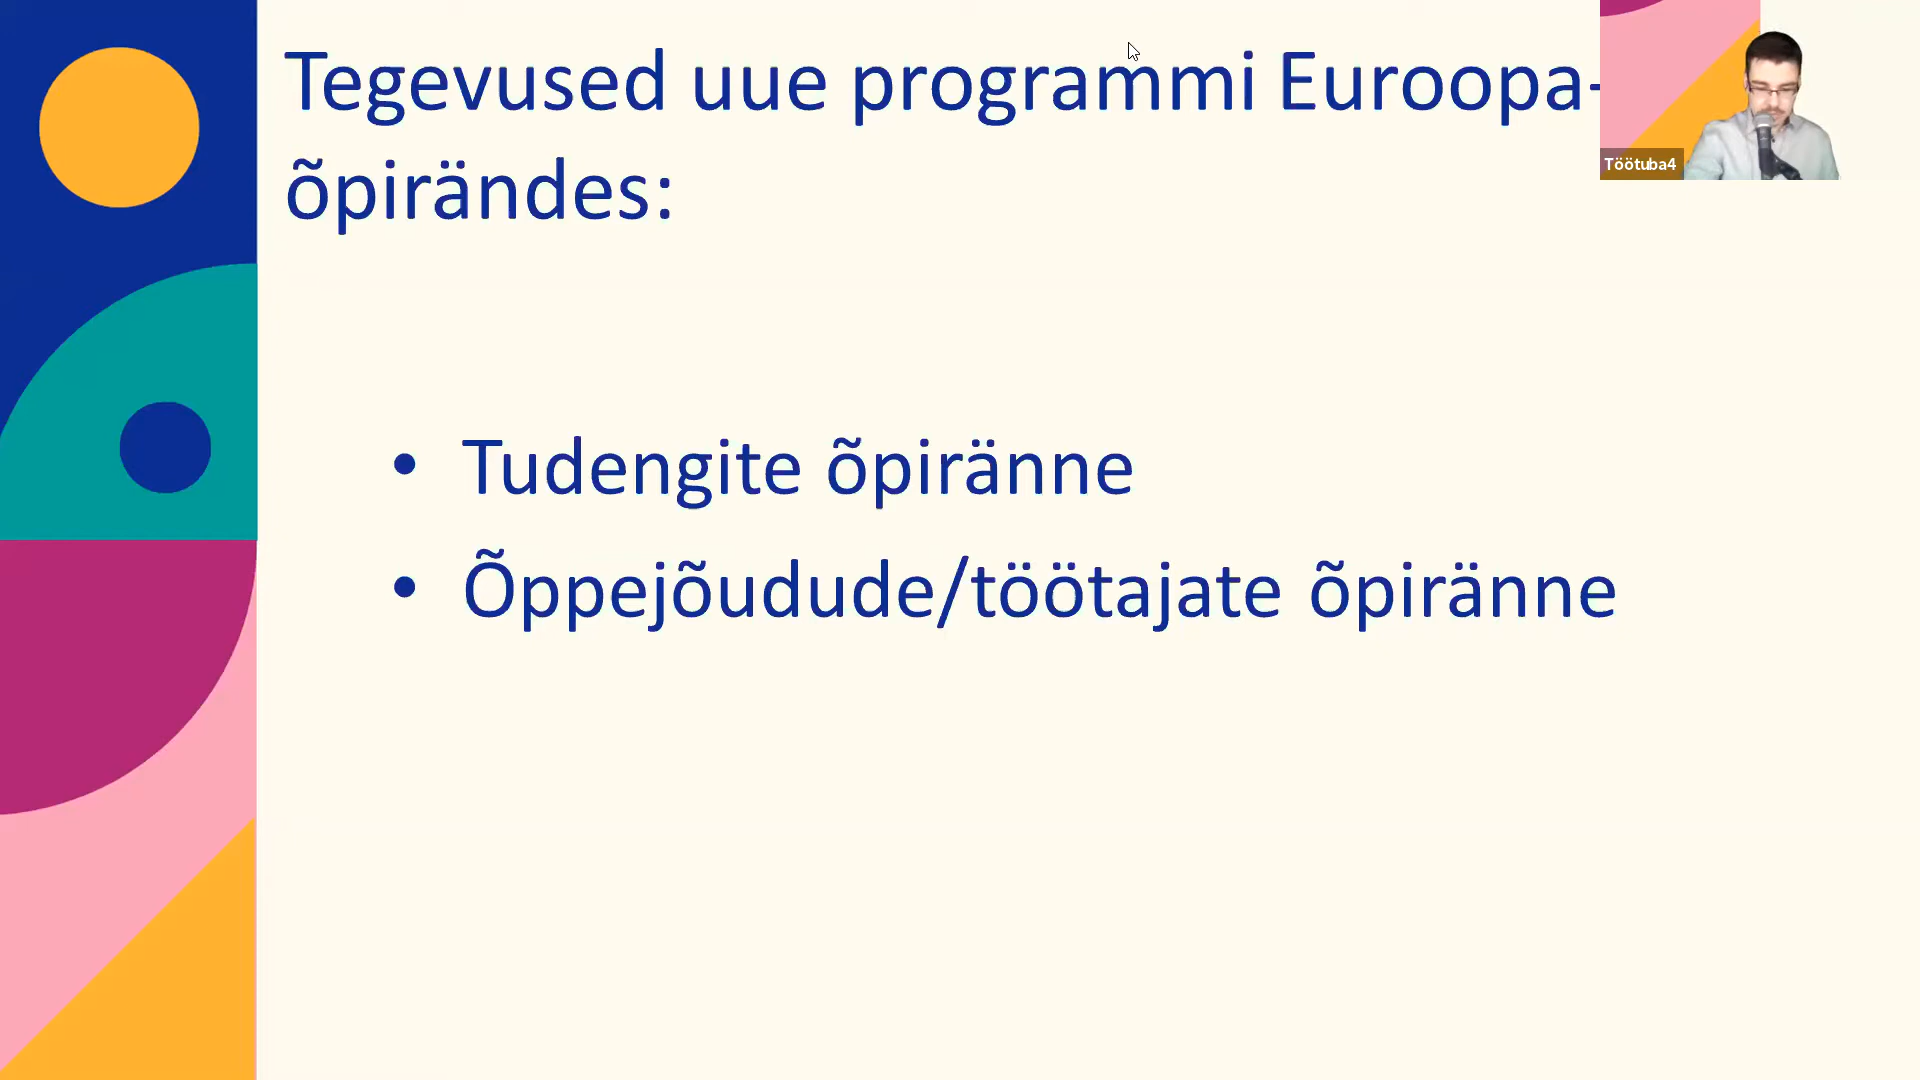 Tegevused uue programmi Euroopa-
õpirändes:
Töötuba4
• Tudengite õpiränne
• Õppejõudude/töötajate õpiränne